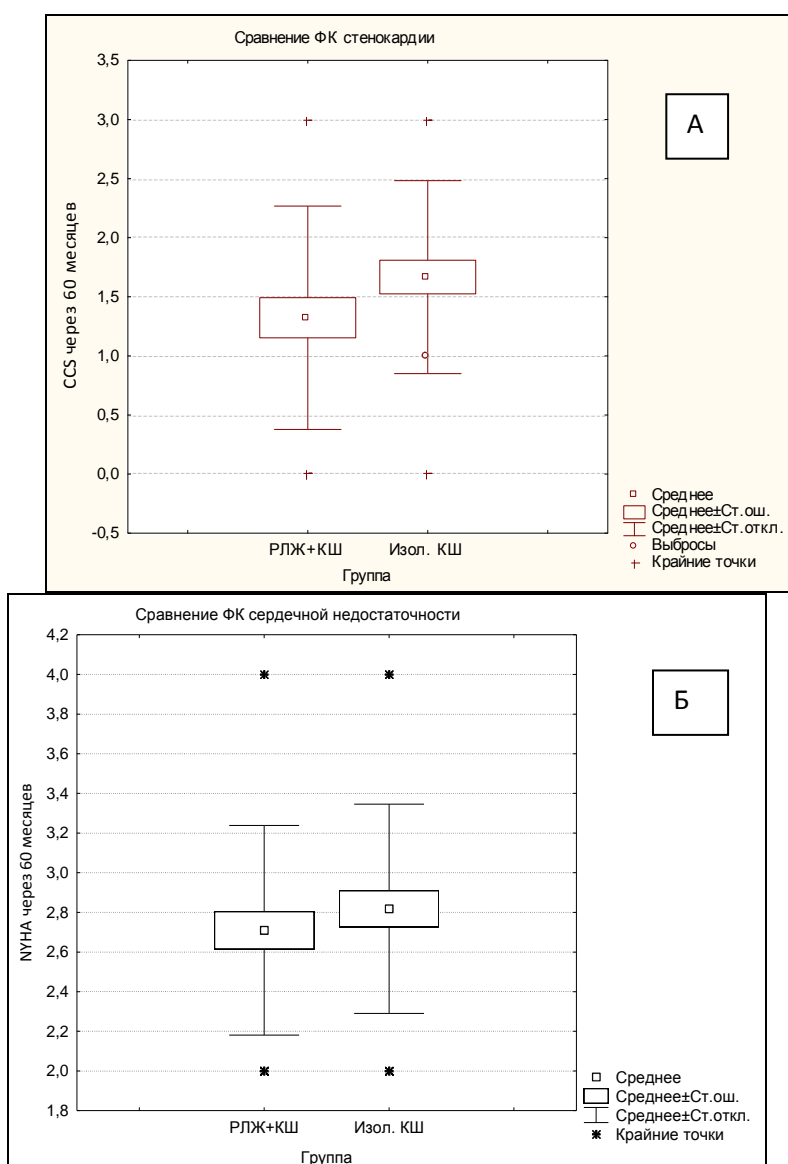 Сравнение ФК стенокардии
А
3,5
3,0
2,5
2,0
1,5
1,0
0,5
0,0
-0,5
CCS через 60 месяцев
РЛЖ+КШ
Изол. КШ
Группа
Среднее
Среднее±Ст.ош.
Среднее±Ст.откл.
Выбросы
Крайние точки
Сравнение ФК сердечной недостаточности
Б
4,2
4,0
3,8
3,6
3,4
3,2
3,0
2,8
2,6
2,4
2,2
2,0
1,8
NYHA через 60 месяцев
РЛЖ+КШ
Изол. КШ
Группа
Среднее
Среднее±Ст.ош.
Среднее±Ст.откл.
Крайние точки